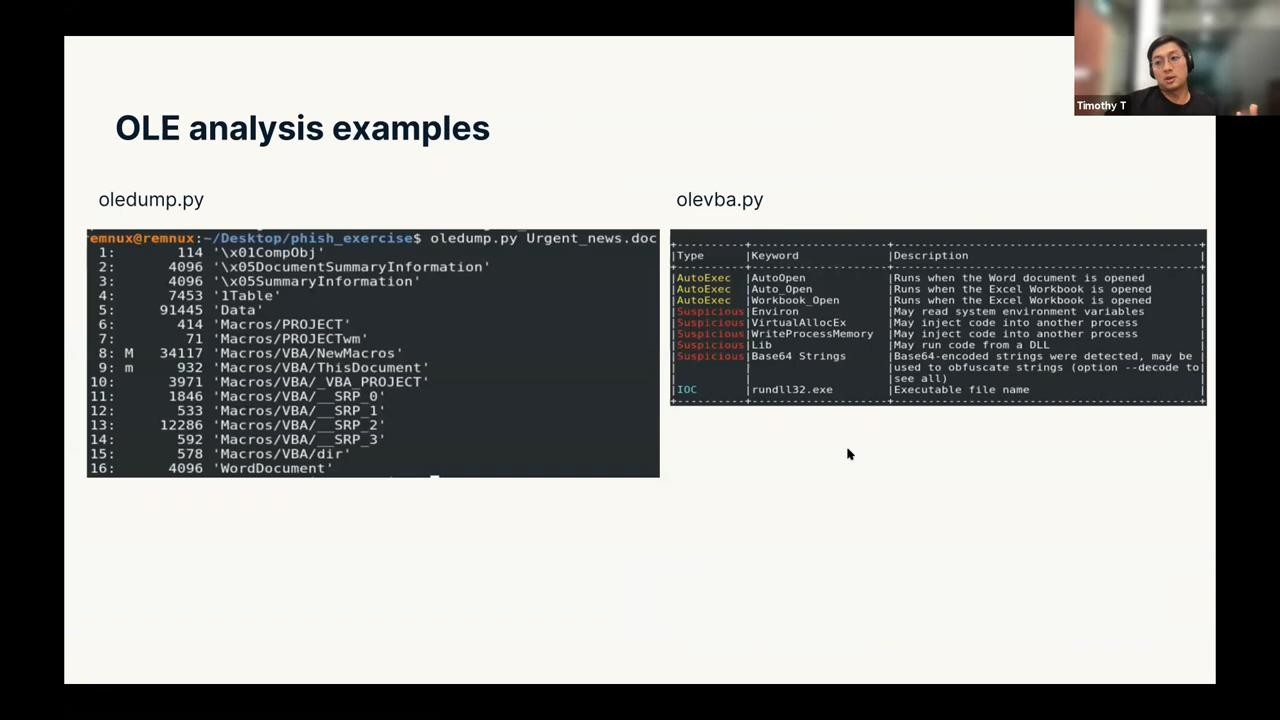 Timothy T
OLE analysis examples
oledump.py
emnux@remnux:~/Desktop/phish_exercise$ oledump.py Urgent_news.doc
1: 114 '\x01CompObj'
2: 4096 '\x05DocumentSummaryInformation'
3: 4096 '\x05SummaryInformation'
4: 7453 '1Table'
5: 91445 'Data'
6: 414 'Macros/PROJECT'
7: 71 'Macros/PROJECTwm'
8: M 34117 'Macros/VBA/NewMacros'
9: m 932 'Macros/VBA/ThisDocument'
10: 3971 'Macros/VBA/_VBA_PROJECT'
11: 1846 'Macros/VBA/__SRP_0'
12: 533 'Macros/VBA/__SRP_1'
13: 12286 'Macros/VBA/__SRP_2'
14: 592 'Macros/VBA/__SRP_3'
15: 578 'Macros/VBA/dir'
16: 4096 'WordDocument'
olevba.py
|Type |Keyword |Description |
|AutoExec |AutoOpen |Runs when the Word document is opened |
|AutoExec |Auto_Open |Runs when the Excel Workbook is opened |
|AutoExec |Workbook_Open |Runs when the Excel Workbook is opened |
|Suspicious|Environ |May read system environment variables |
|Suspicious|VirtualAllocEx |May inject code into another process |
|Suspicious|WriteProcessMemory |May inject code into another process |
|Suspicious|Lib |May run code from a DLL |
|Suspicious|Base64 Strings |Base64-encoded strings were detected, may be |
| | |used to obfuscate strings (option --decode to|
| | |see all) |
|IOC |rundll32.exe |Executable file name |